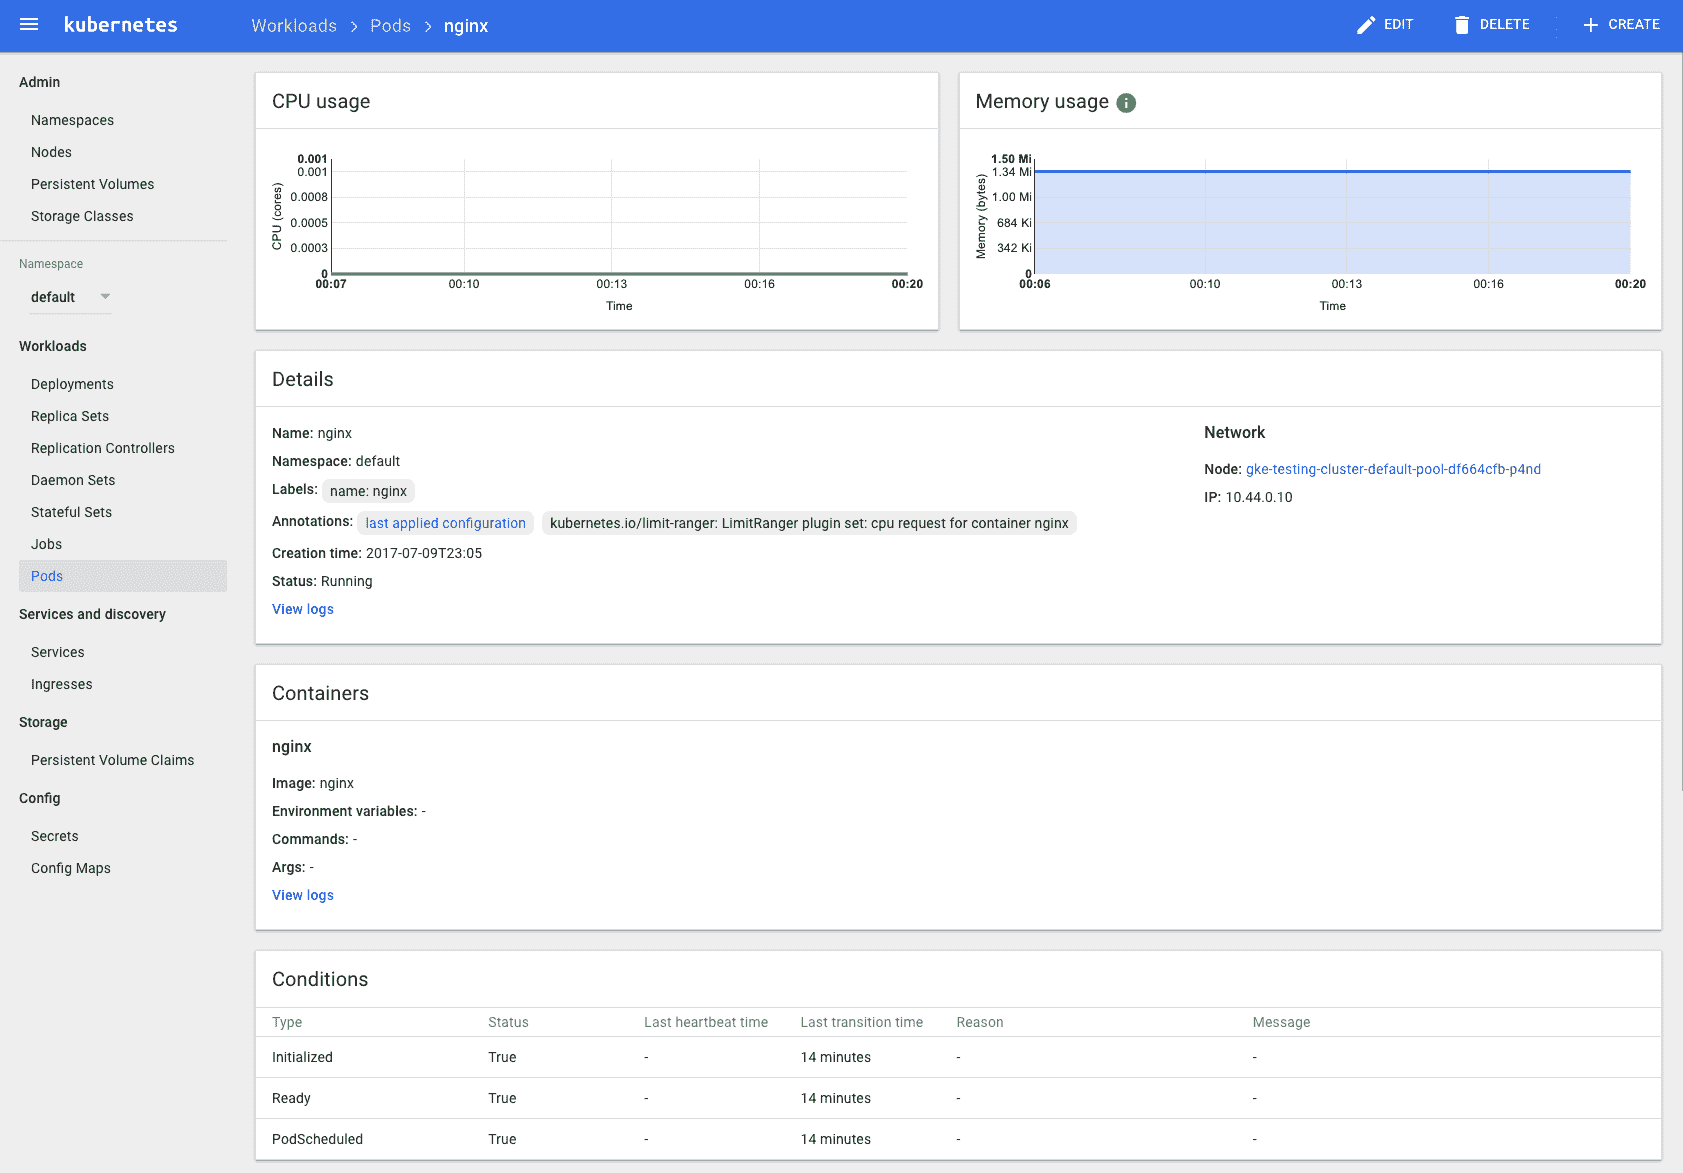 kubernetes
Workloads > Pods > nginx
EDIT
DELETE
CREATE
Admin
Namespaces
Nodes
Persistent Volumes
Storage Classes
Namespace
default
Workloads
Deployments
Replica Sets
Replication Controllers
Daemon Sets
Stateful Sets
Jobs
Pods
Services and discovery
Services
Ingresses
Storage
Persistent Volume Claims
Config
Secrets
Config Maps
CPU usage
CPU (cores)
0.001
0.001
0.0008
0.0005
0.0003
0
00:07 00:10 00:13 00:16 00:20
Time
Memory usage
Memory (bytes)
1.50 Mi
1.34 Mi
1.00 Mi
684 Ki
342 Ki
0
00:06 00:10 00:13 00:16 00:20
Time
Details
Name: nginx
Namespace: default
Labels: name: nginx
Annotations: last applied configuration kubernetes.io/limit-ranger: LimitRanger plugin set: cpu request for container nginx
Creation time: 2017-07-09T23:05
Status: Running
View logs
Network
Node: gke-testing-cluster-default-pool-df664cfb-p4nd
IP: 10.44.0.10
Containers
nginx
Image: nginx
Environment variables: -
Commands: -
Args: -
View logs
Conditions
Type Status Last heartbeat time Last transition time Reason Message
Initialized True - 14 minutes - -
Ready True - 14 minutes - -
PodScheduled True - 14 minutes - -